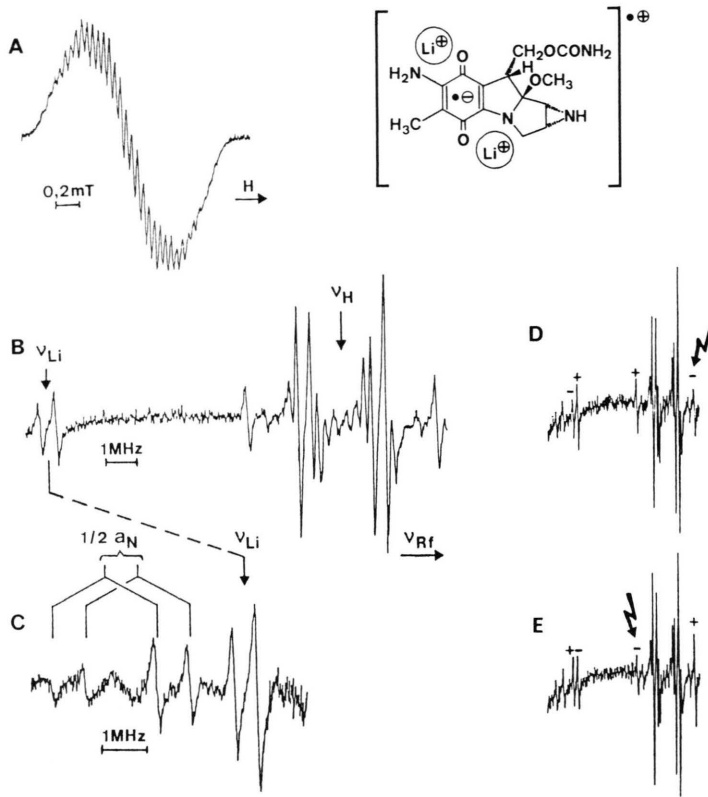 A
0,2mT
H
Li⊕
O
CH₂OCONH₂
H₂N
H
OCH₃
•⊖
N
NH
H₃C
O
Li⊕
•⊕
B
νLi
νH
1MHz
νRf
1/2 aN
νLi
C
1MHz
D
+
-
+
-
E
+-
-
+